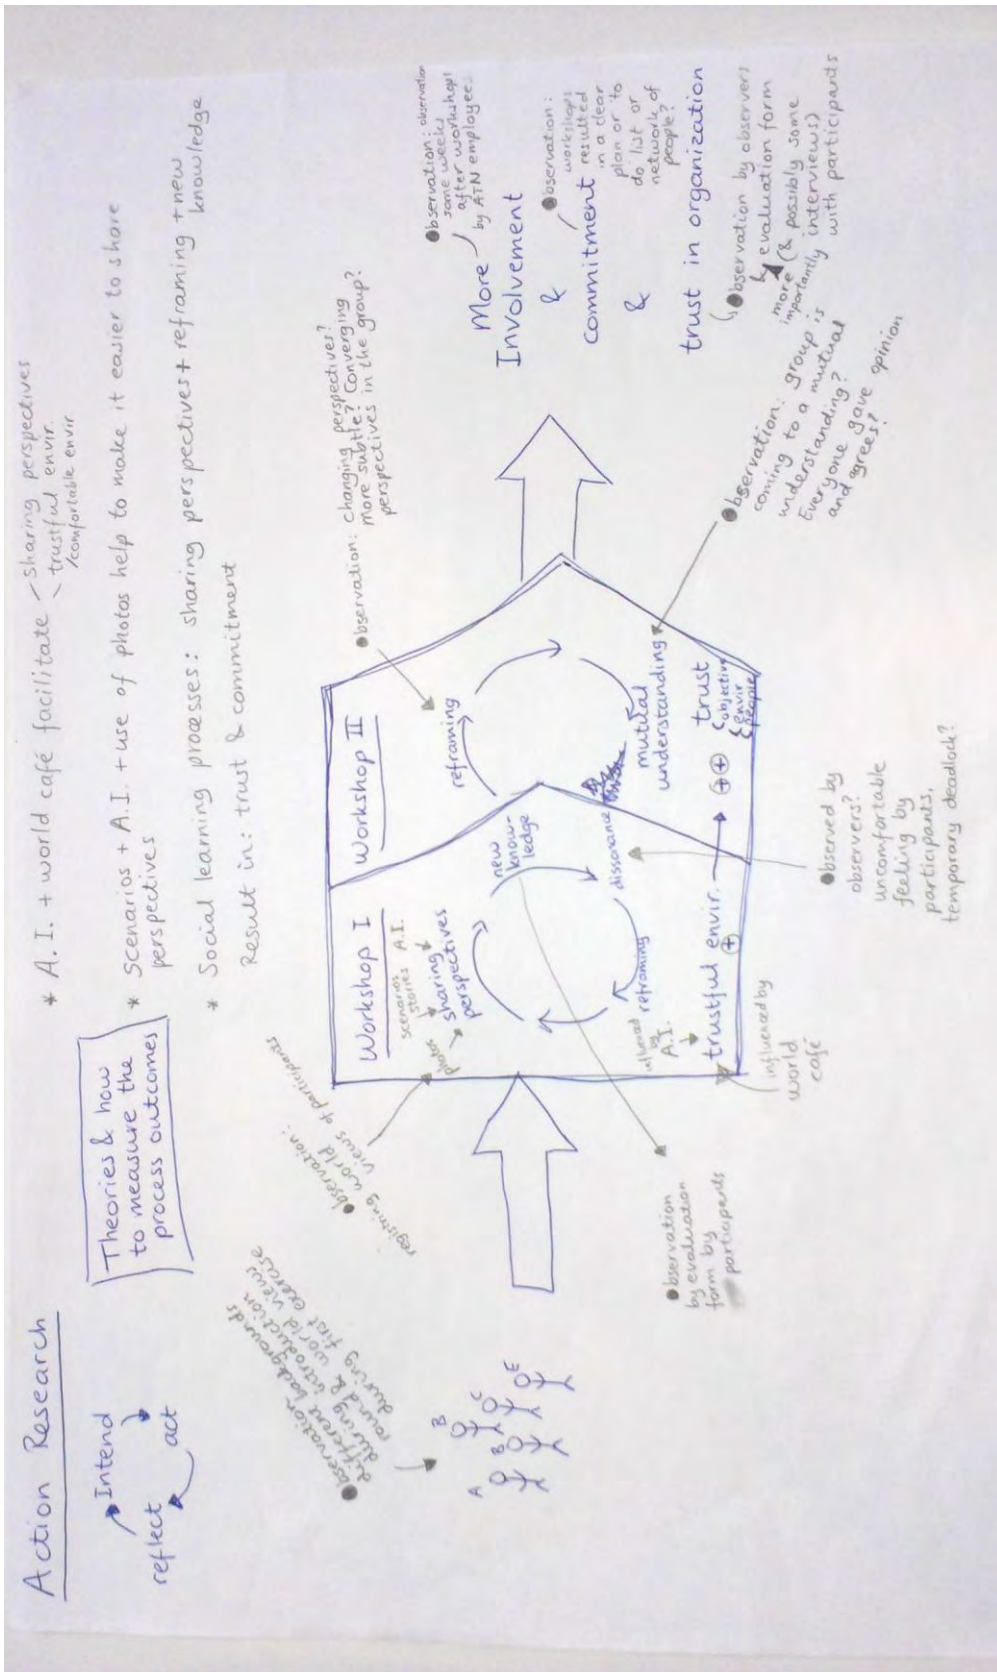 Action Research
Intend
act
reflect
Theories & how
to measure the
process outcomes
* A.I. + world café facilitate
sharing perspectives
trustful envir.
/comfortable envir
* Scenarios + A.I. + use of photos help to make it easier to share
perspectives
* Social learning processes: sharing perspectives + reframing + new
knowledge
Result in: trust & commitment
Observation
different backgrounds
during introduction
round & world views
during first exercise
A
B
B
C
E
Observation:
registring world views of participants
Workshop I
scenarios
stories
A.I.
photos
sharing
perspectives
new
know-
ledge
dissonance
reframing
influenced
by
A.I.
trustful envir.
+
influenced by
world
café
Observation
by evaluation
form by
participants
Workshop II
reframing
mutual
understanding
++
trust
objective
envir
people
Observed by
observers?
uncomfortable
feeling by
participants,
temporary deadlock?
Observation: changing perspectives?
more subtle? Converging
perspectives in the group?
Observation: group is
coming to a mutual
understanding?
Everyone gave opinion
and agrees?
More
Involvement
&
commitment
&
trust in organization
Observation: observation
some weeks
after workshops
by ATN employees
Observation:
workshops
resulted
in a clear
plan or to
do list or
network of
people?
Observation by observers
& evaluation form
more (& possibly some
importantly interviews)
with participants